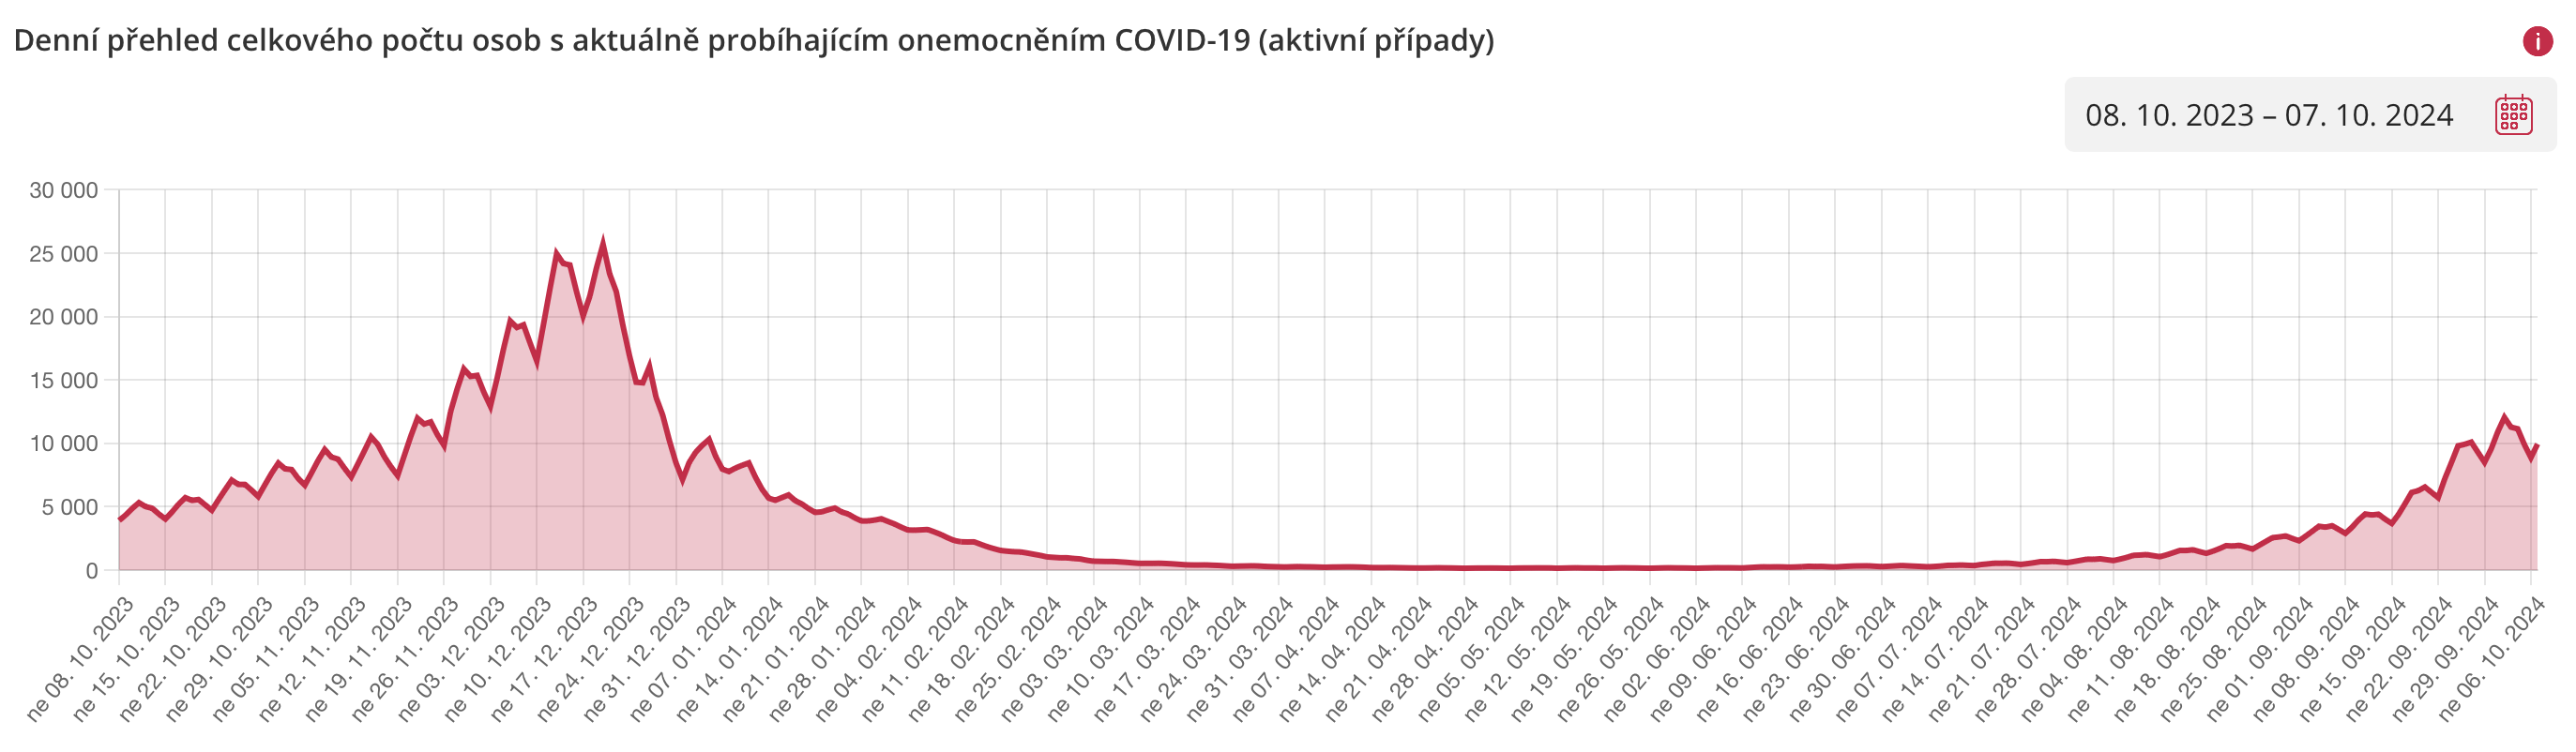 Denní přehled celkového počtu osob s aktuálně probíhajícím onemocněním COVID-19 (aktivní případy)
i
08. 10. 2023 – 07. 10. 2024
30 000
25 000
20 000
15 000
10 000
5 000
0
ne 08. 10. 2023
ne 15. 10. 2023
ne 22. 10. 2023
ne 29. 10. 2023
ne 05. 11. 2023
ne 12. 11. 2023
ne 19. 11. 2023
ne 26. 11. 2023
ne 03. 12. 2023
ne 10. 12. 2023
ne 17. 12. 2023
ne 24. 12. 2023
ne 31. 12. 2023
ne 07. 01. 2024
ne 14. 01. 2024
ne 21. 01. 2024
ne 28. 01. 2024
ne 04. 02. 2024
ne 11. 02. 2024
ne 18. 02. 2024
ne 25. 02. 2024
ne 03. 03. 2024
ne 10. 03. 2024
ne 17. 03. 2024
ne 24. 03. 2024
ne 31. 03. 2024
ne 07. 04. 2024
ne 14. 04. 2024
ne 21. 04. 2024
ne 28. 04. 2024
ne 05. 05. 2024
ne 12. 05. 2024
ne 19. 05. 2024
ne 26. 05. 2024
ne 02. 06. 2024
ne 09. 06. 2024
ne 16. 06. 2024
ne 23. 06. 2024
ne 30. 06. 2024
ne 07. 07. 2024
ne 14. 07. 2024
ne 21. 07. 2024
ne 28. 07. 2024
ne 04. 08. 2024
ne 11. 08. 2024
ne 18. 08. 2024
ne 25. 08. 2024
ne 01. 09. 2024
ne 08. 09. 2024
ne 15. 09. 2024
ne 22. 09. 2024
ne 29. 09. 2024
ne 06. 10. 2024